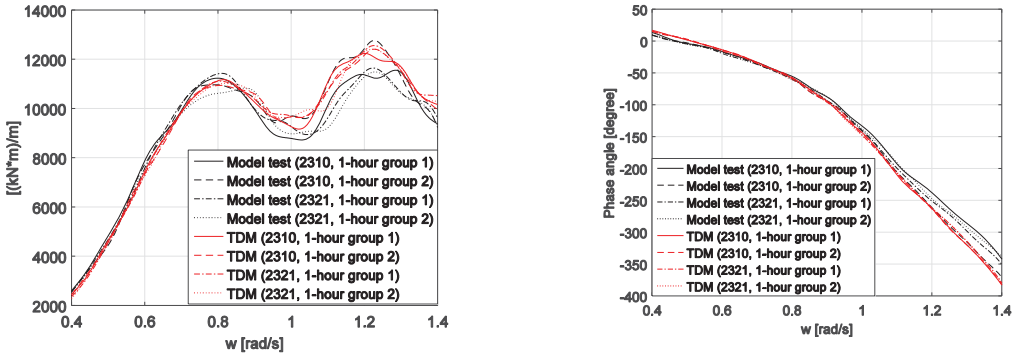 14000
12000
10000
8000
6000
4000
2000
[(kN*m)/m]
Model test (2310, 1-hour group 1)
Model test (2310, 1-hour group 2)
Model test (2321, 1-hour group 1)
Model test (2321, 1-hour group 2)
TDM (2310, 1-hour group 1)
TDM (2310, 1-hour group 2)
TDM (2321, 1-hour group 1)
TDM (2321, 1-hour group 2)
0.4 0.6 0.8 1 1.2 1.4
w [rad/s]
50
0
-50
-100
-150
-200
-250
-300
-350
-400
Phase angle [degree]
Model test (2310, 1-hour group 1)
Model test (2310, 1-hour group 2)
Model test (2321, 1-hour group 1)
Model test (2321, 1-hour group 2)
TDM (2310, 1-hour group 1)
TDM (2310, 1-hour group 2)
TDM (2321, 1-hour group 1)
TDM (2321, 1-hour group 2)
0.4 0.6 0.8 1 1.2 1.4
w [rad/s]